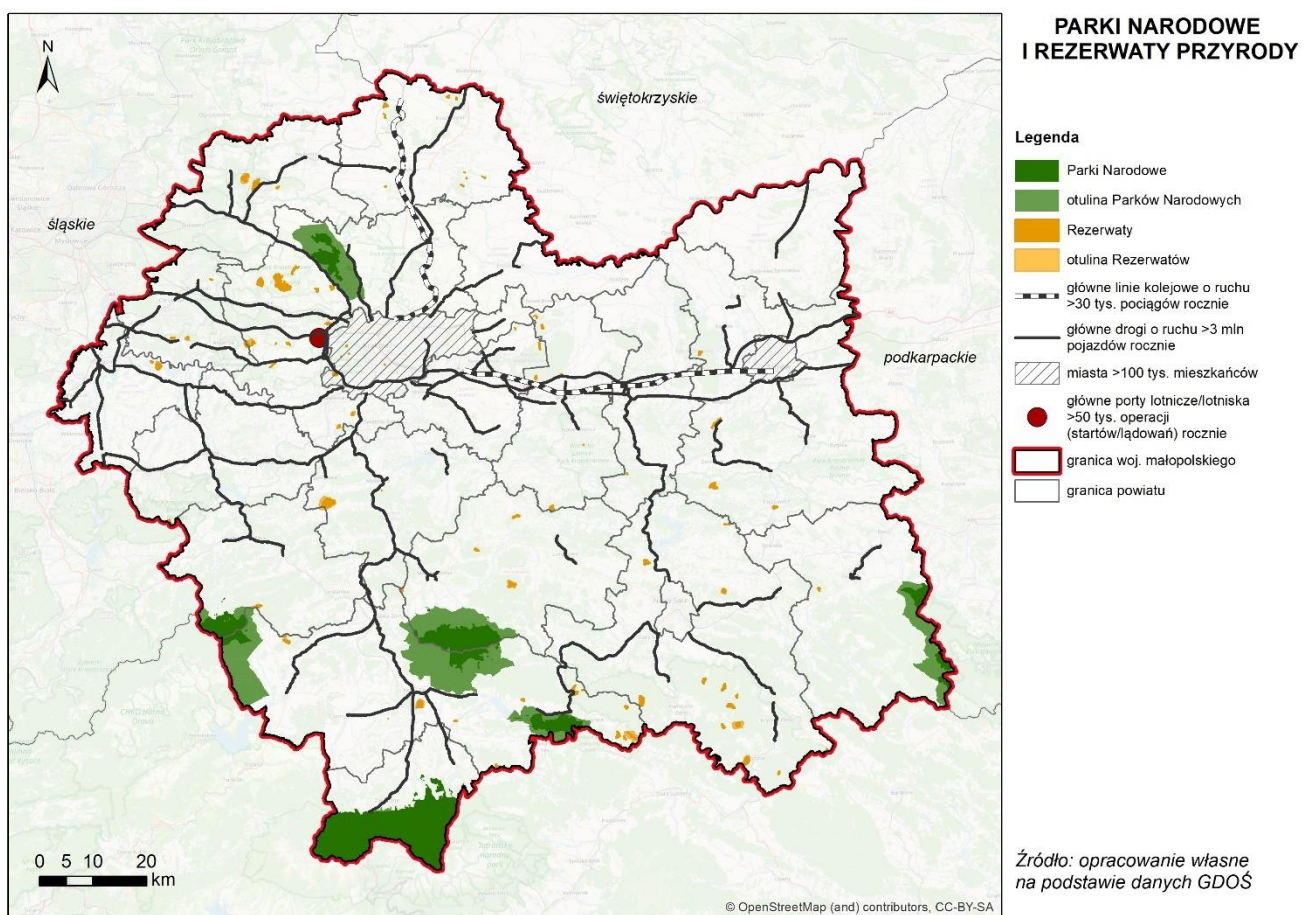 PARKI NARODOWE
I REZERWATY PRZYRODY
N
świętokrzyskie
śląskie
podkarpackie
Legenda
Parki Narodowe
otulina Parków Narodowych
Rezerwaty
otulina Rezerwatów
główne linie kolejowe o ruchu
>30 tys. pociągów rocznie
główne drogi o ruchu >3 mln
pojazdów rocznie
miasta >100 tys. mieszkańców
główne porty lotnicze/lotniska
>50 tys. operacji
(startów/lądowań) rocznie
granica woj. małopolskiego
granica powiatu
0 5 10 20
km
Źródło: opracowanie własne
na podstawie danych GDOŚ
© OpenStreetMap (and) contributors, CC-BY-SA